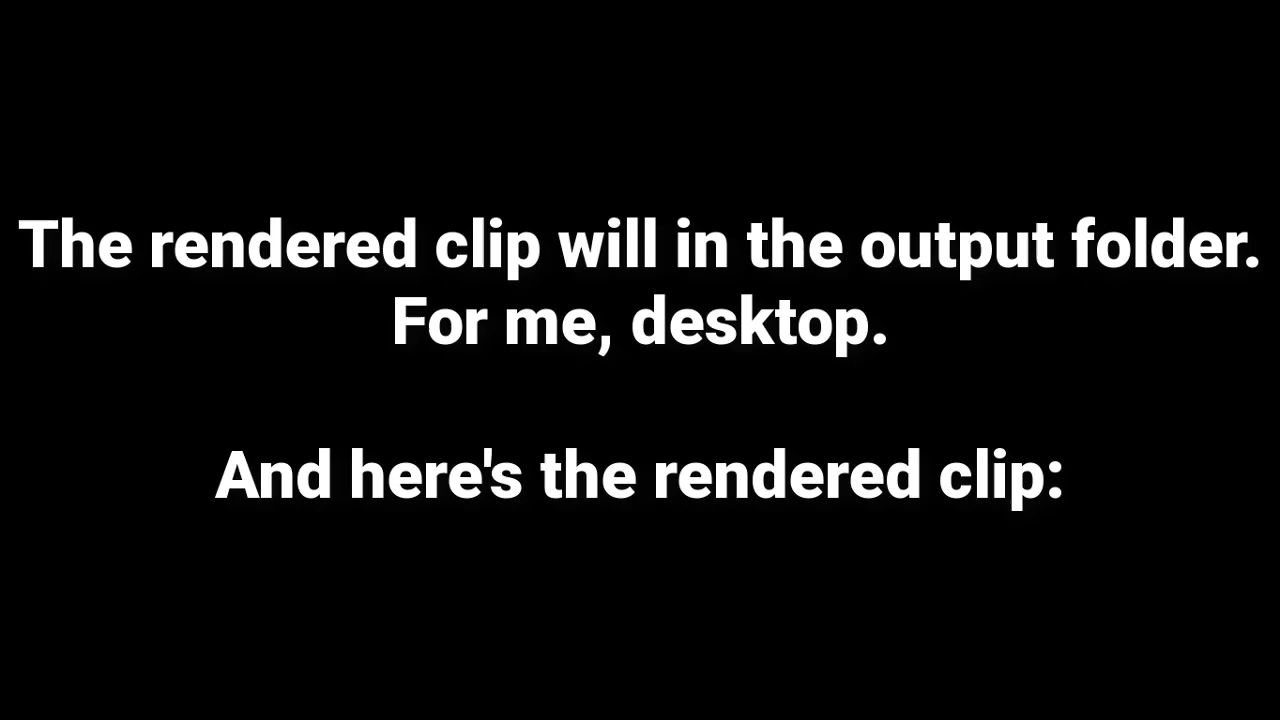 The rendered clip will in the output folder.
For me, desktop.
And here's the rendered clip: